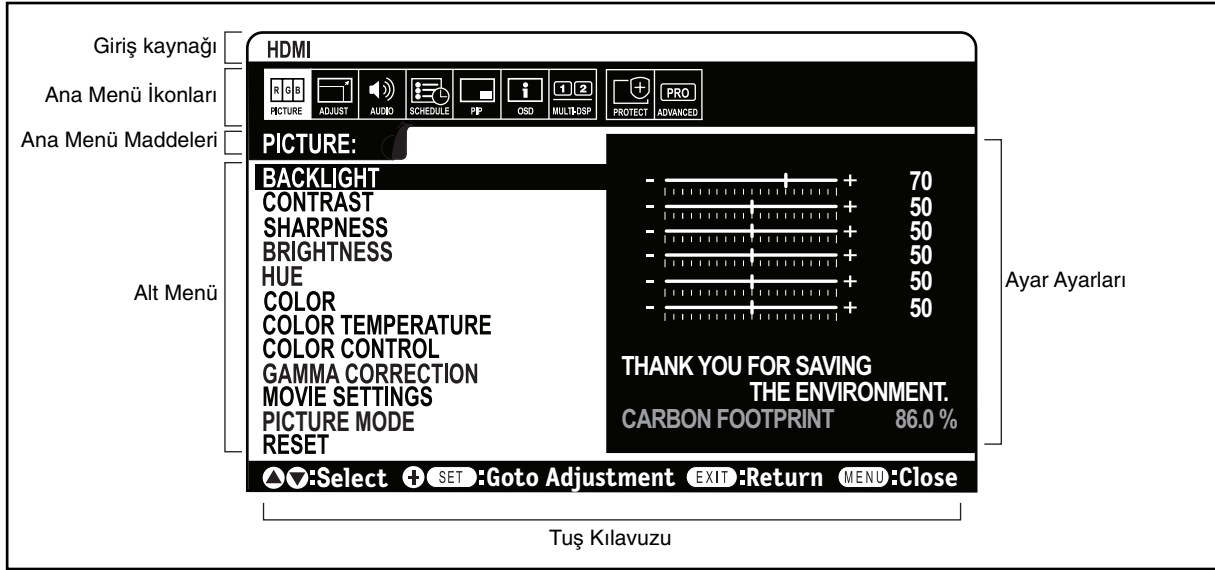 Giriş kaynağı
HDMI
Ana Menü İkonları
R G B
1 2
PRO
PICTURE ADJUST AUDIO SCHEDULE PIP OSD MULTI-DSP PROTECT ADVANCED
Ana Menü Maddeleri
PICTURE:
Alt Menü
BACKLIGHT - + 70
CONTRAST - + 50
SHARPNESS - + 50
BRIGHTNESS - + 50
HUE - + 50
COLOR - + 50
COLOR TEMPERATURE
COLOR CONTROL
GAMMA CORRECTION
MOVIE SETTINGS
PICTURE MODE
RESET
THANK YOU FOR SAVING
THE ENVIRONMENT.
CARBON FOOTPRINT 86.0 %
Ayar Ayarları
:Select + SET :Goto Adjustment EXIT :Return MENU :Close
Tuş Kılavuzu